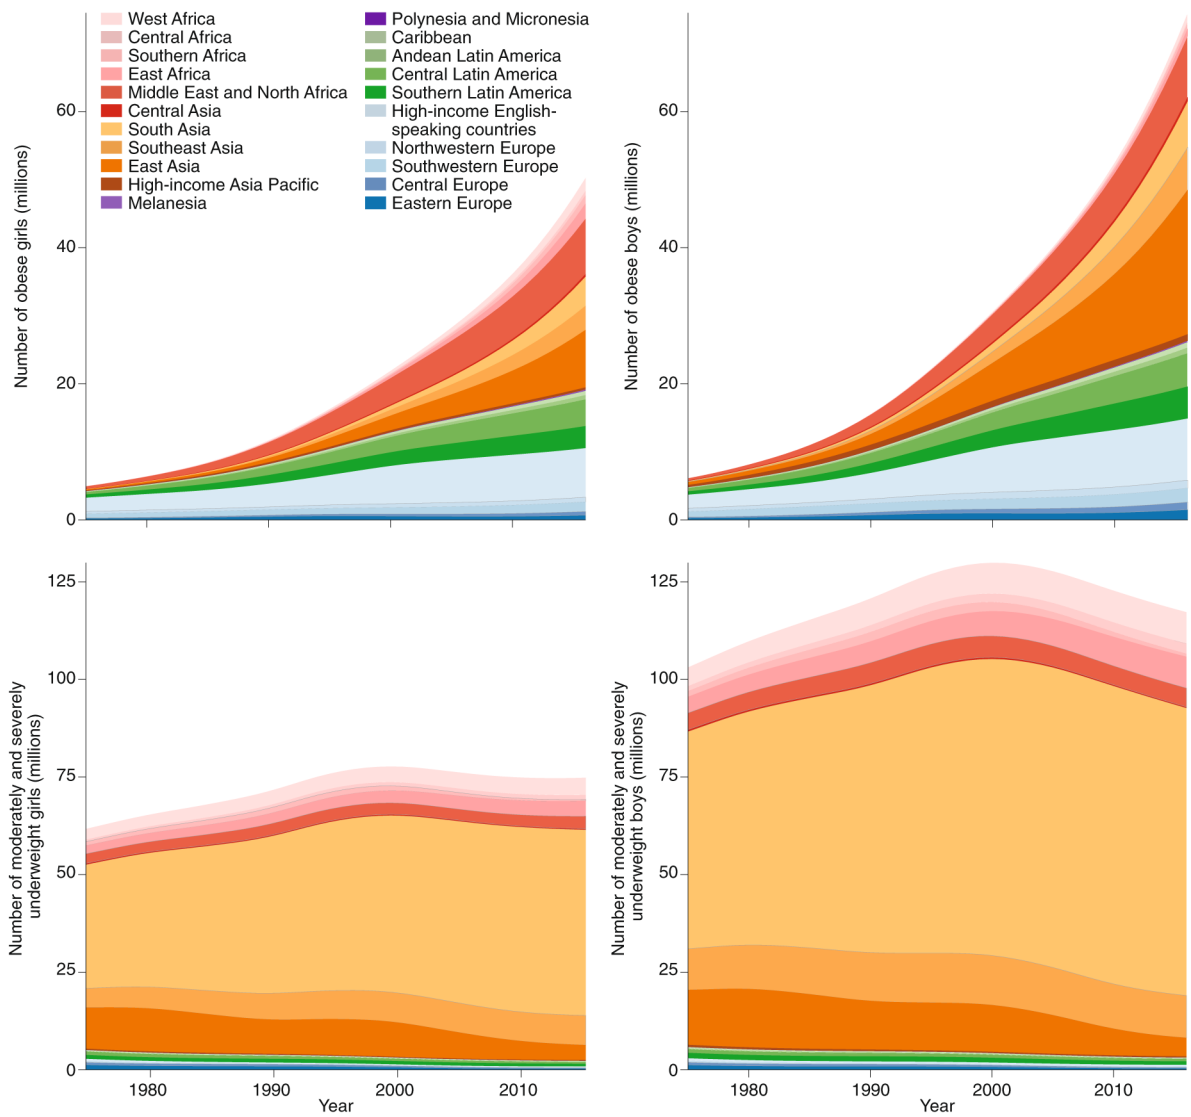 West Africa
Central Africa
Southern Africa
East Africa
Middle East and North Africa
Central Asia
South Asia
Southeast Asia
East Asia
High-income Asia Pacific
Melanesia
Polynesia and Micronesia
Caribbean
Andean Latin America
Central Latin America
Southern Latin America
High-income English-
speaking countries
Northwestern Europe
Southwestern Europe
Central Europe
Eastern Europe
Number of obese girls (millions)
60
40
20
0
Number of obese boys (millions)
60
40
20
0
Number of moderately and severely
underweight girls (millions)
125
100
75
50
25
0
1980
1990
2000
2010
Year
Number of moderately and severely
underweight boys (millions)
125
100
75
50
25
0
1980
1990
2000
2010
Year